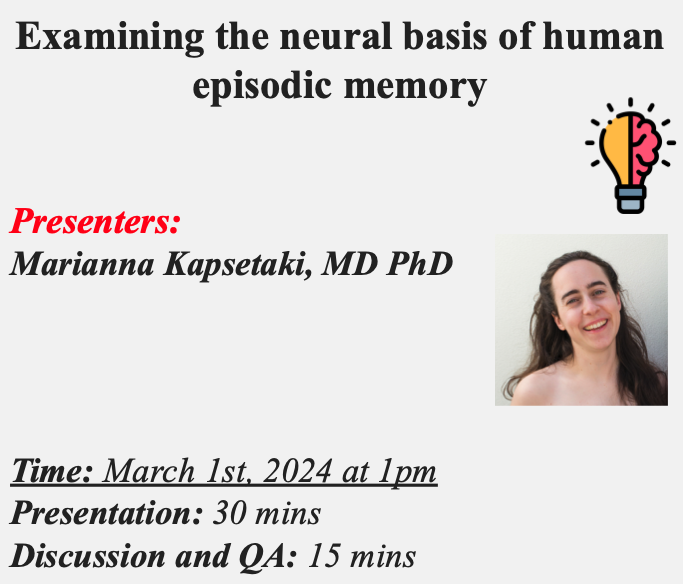 Examining the neural basis of human
episodic memory
Presenters:
Marianna Kapsetaki, MD PhD
Time: March 1st, 2024 at 1pm
Presentation: 30 mins
Discussion and QA: 15 mins